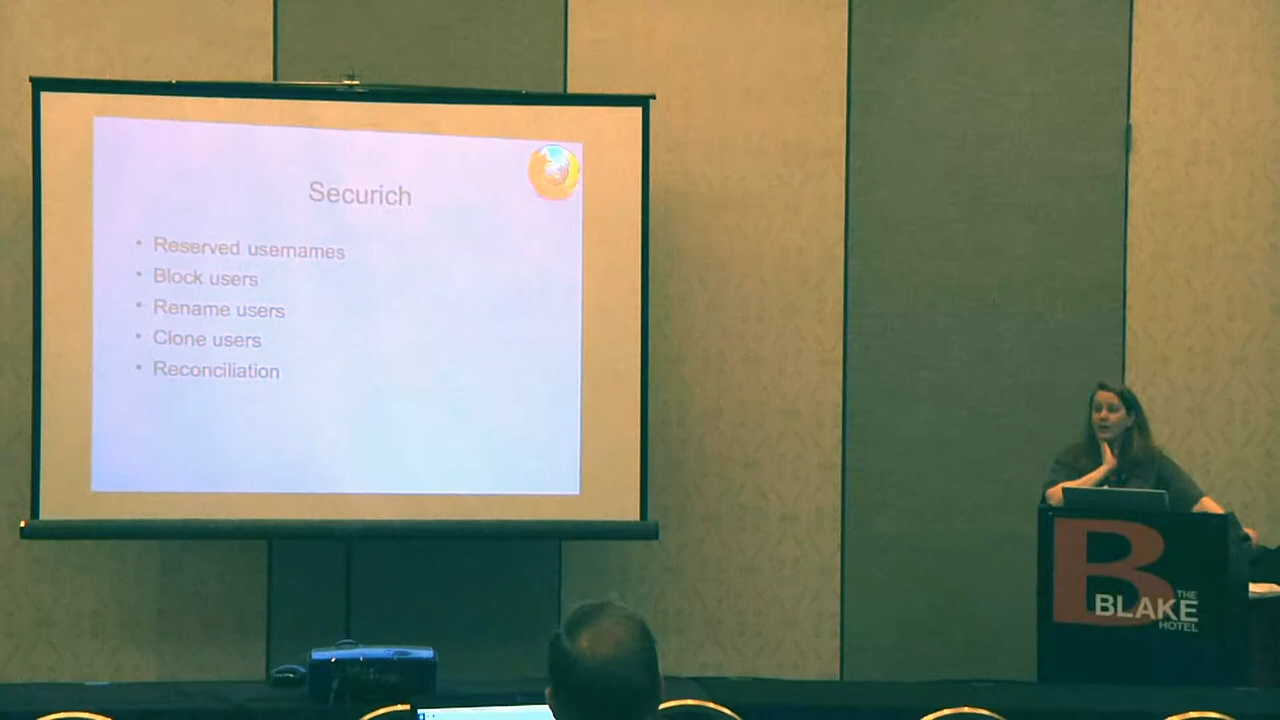 Securich
• Reserved usernames
• Block users
• Rename users
• Clone users
• Reconciliation
B
THE
BLAKE
HOTEL